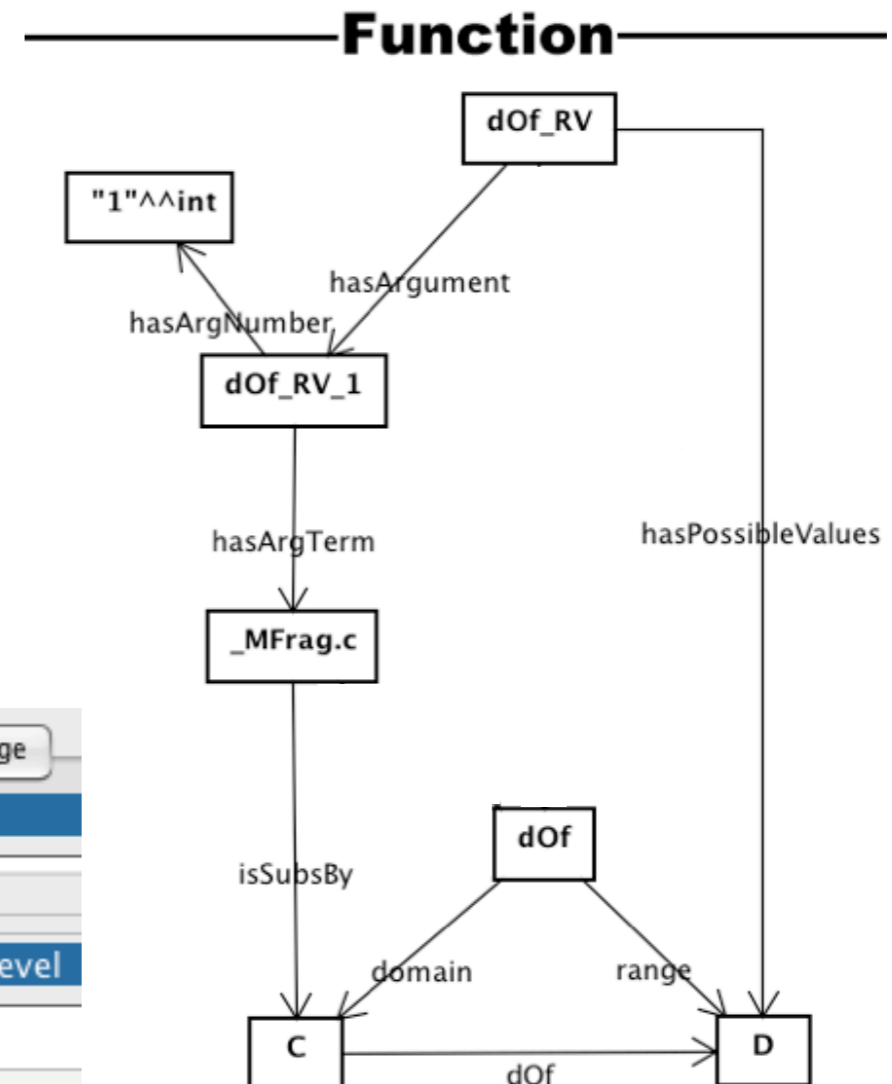 Function
dOf_RV
"1"^^int
hasArgument
hasArgNumber
dOf_RV_1
hasArgTerm
hasPossibleValues
_MFrag.c
ge
dOf
isSubsBy
evel
domain
range
C
D
dOf